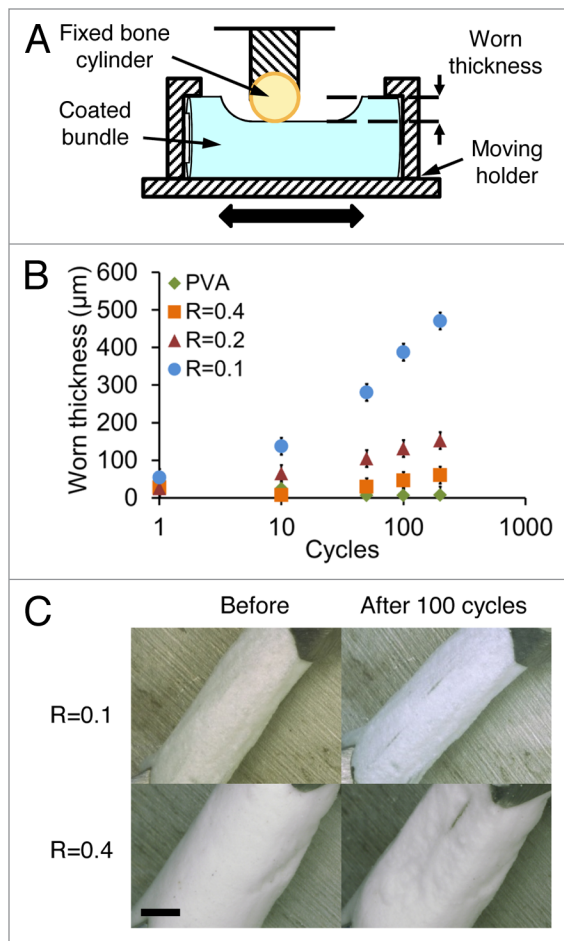 A
Fixed bone
cylinder
Worn
thickness
Coated
bundle
Moving
holder
B
Worn thickness (μm)
600
500
400
300
200
100
0
PVA
R=0.4
R=0.2
R=0.1
1
10
100
1000
Cycles
C
Before
After 100 cycles
R=0.1
R=0.4